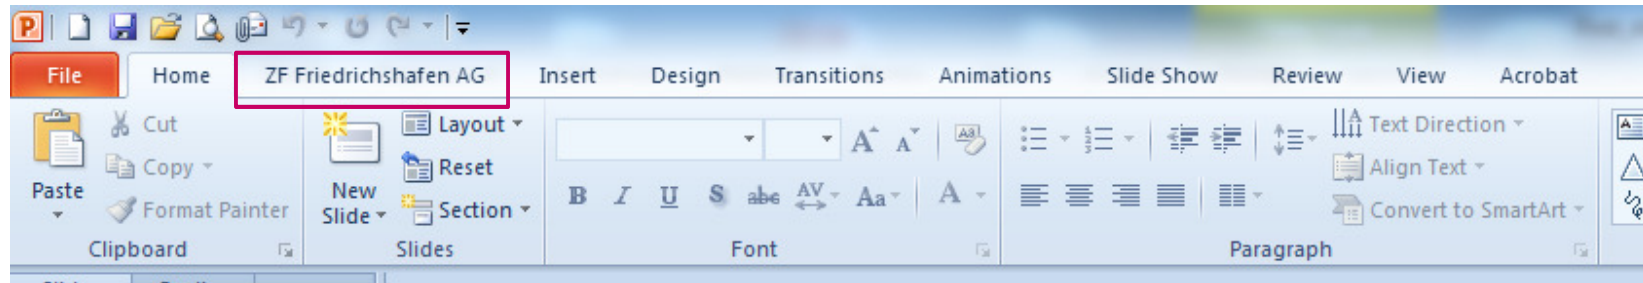 File Home ZF Friedrichshafen AG Insert Design Transitions Animations Slide Show Review View Acrobat
Cut Layout Text Direction
Copy Reset Align Text
Paste New
Format Painter Slide Section Convert to SmartArt
Clipboard Slides Font Paragraph